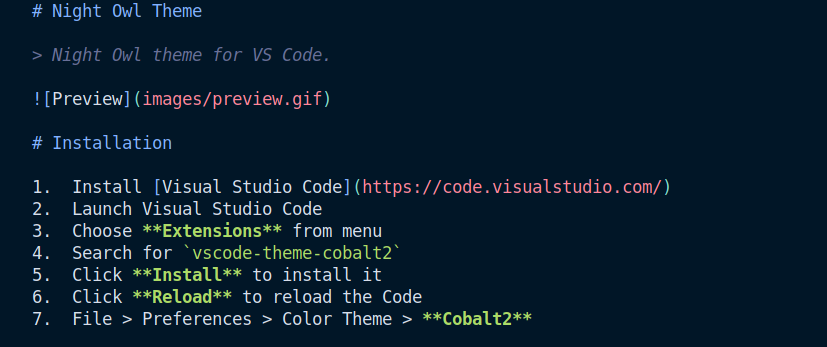 # Night Owl Theme
> Night Owl theme for VS Code.
![Preview](images/preview.gif)
# Installation
1.  Install [Visual Studio Code](https://code.visualstudio.com/)
2.  Launch Visual Studio Code
3.  Choose **Extensions** from menu
4.  Search for `vscode-theme-cobalt2`
5.  Click **Install** to install it
6.  Click **Reload** to reload the Code
7.  File > Preferences > Color Theme > **Cobalt2**